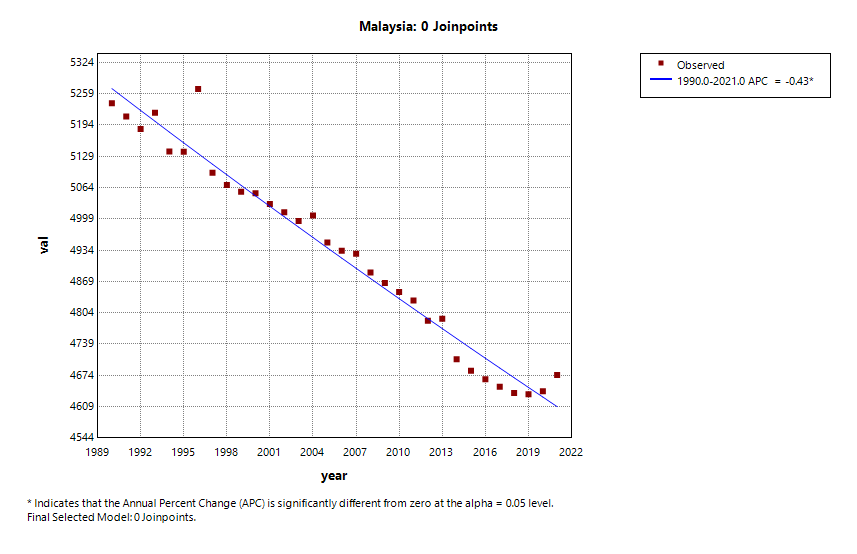 Malaysia: 0 Joinpoints
Observed
1990.0-2021.0 APC = -0.43*
5324
5259
5194
5129
5064
4999
4934
4869
4804
4739
4674
4609
4544
val
1989 1992 1995 1998 2001 2004 2007 2010 2013 2016 2019 2022
year
* Indicates that the Annual Percent Change (APC) is significantly different from zero at the alpha = 0.05 level.
Final Selected Model: 0 Joinpoints.